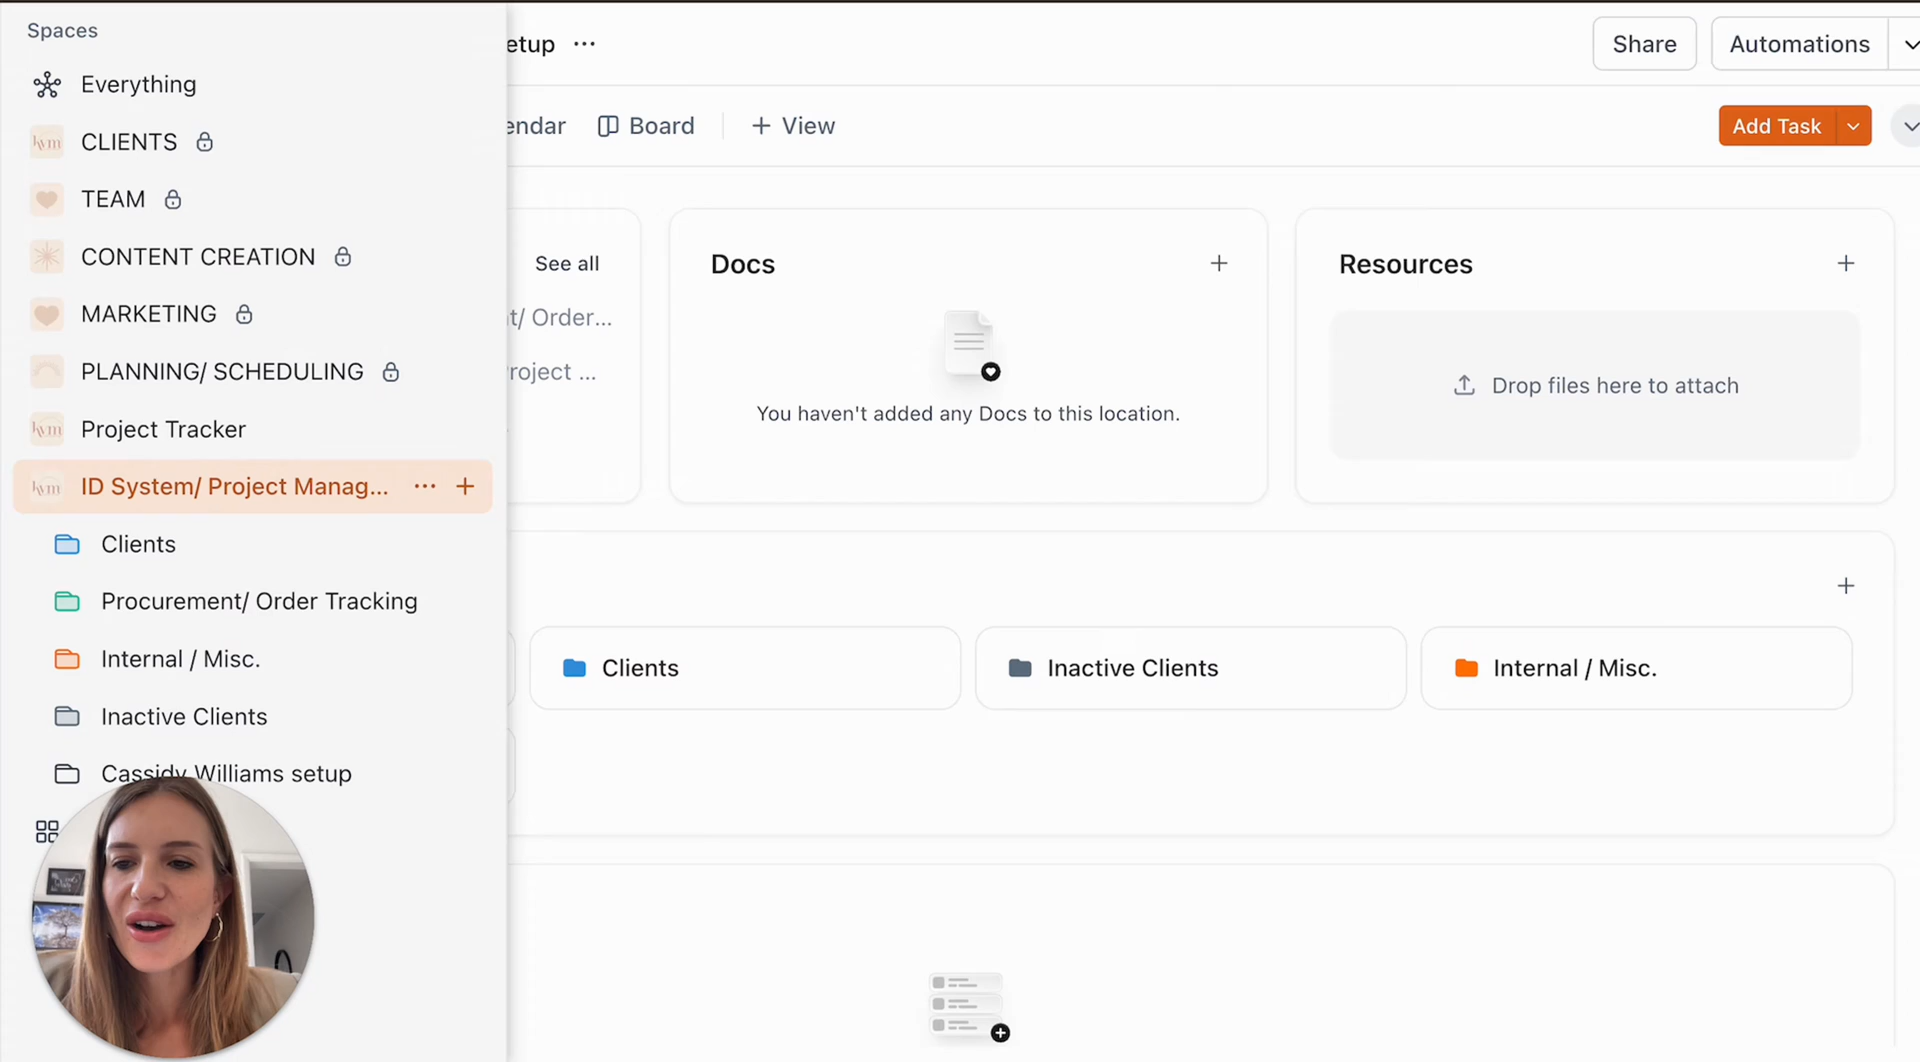 Spaces
Everything
CLIENTS
TEAM
CONTENT CREATION
MARKETING
PLANNING/ SCHEDULING
Project Tracker
ID System/ Project Manag...
Clients
Procurement/ Order Tracking
Internal / Misc.
Inactive Clients
Cassidy Williams setup
etup
Share
Automations
endar
Board
+ View
Add Task
See all
t/ Order...
roject ...
Docs
You haven't added any Docs to this location.
Resources
Drop files here to attach
Clients
Inactive Clients
Internal / Misc.